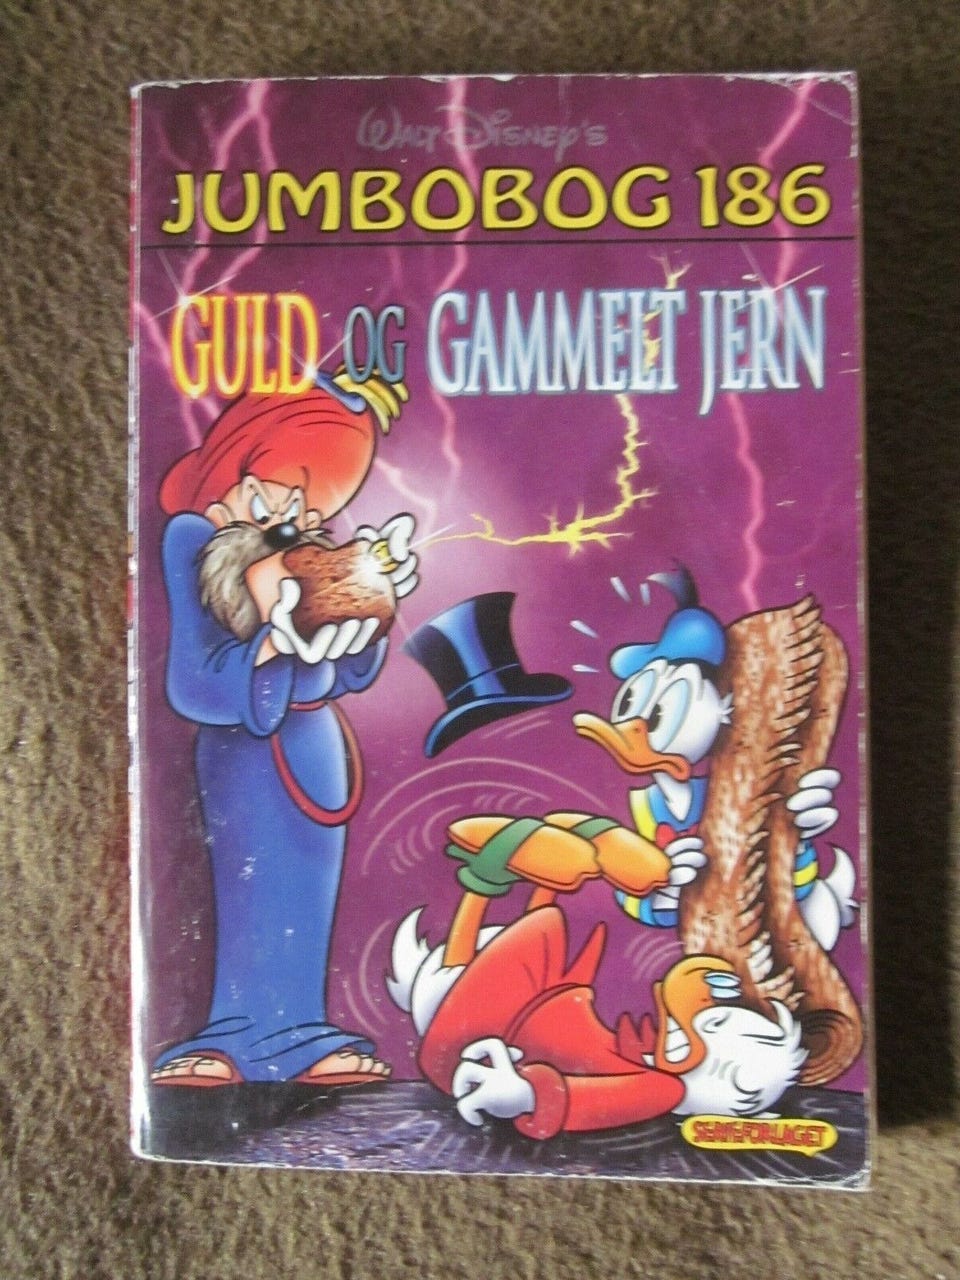 WALT DISNEY'S
JUMBOBOG 186
GULD OG GAMMELT JERN
SERIEFORLAGET